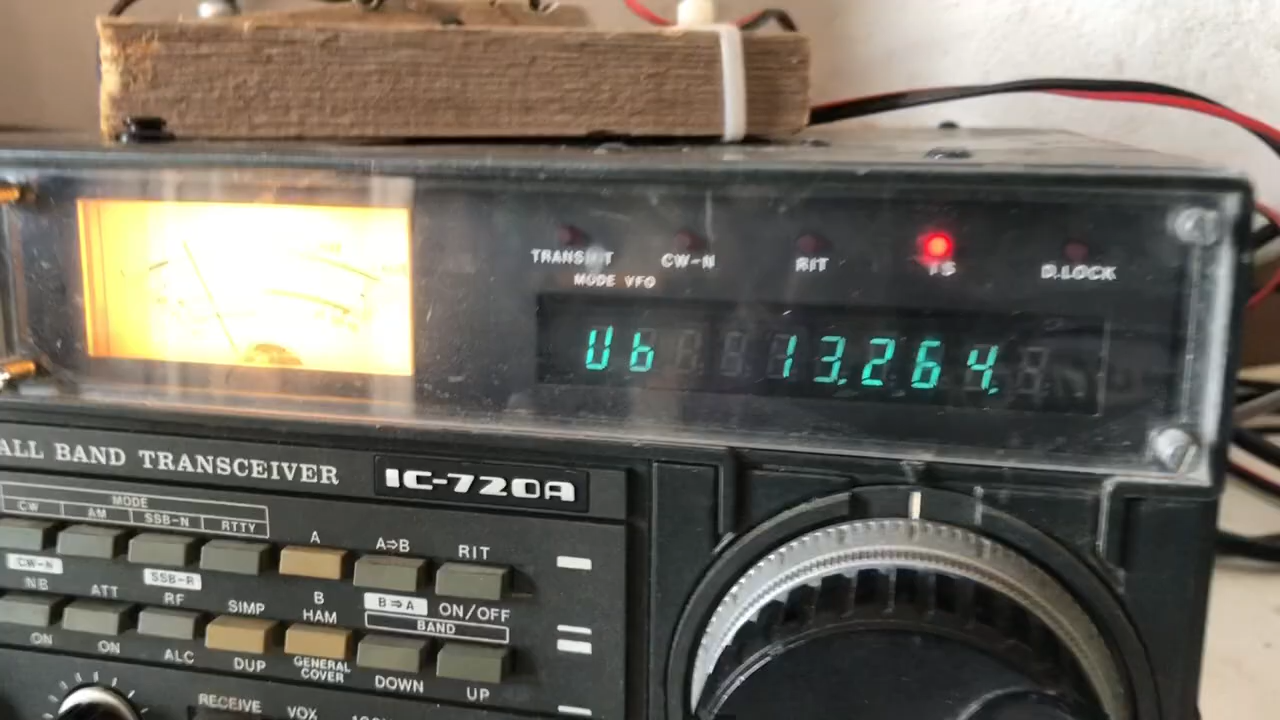 TRANSMIT CW-N RIT TS D.LOCK
MODE VFO
Ub 13.264.
ALL BAND TRANSCEIVER IC-720A
MODE
CW AM SSB-N RTTY
A A⇒B RIT
CW-N SSB-R
NB ATT RF SIMP B B⇒A ON/OFF
HAM BAND
ON ON ALC DUP GENERAL COVER DOWN UP
RECEIVE VOX